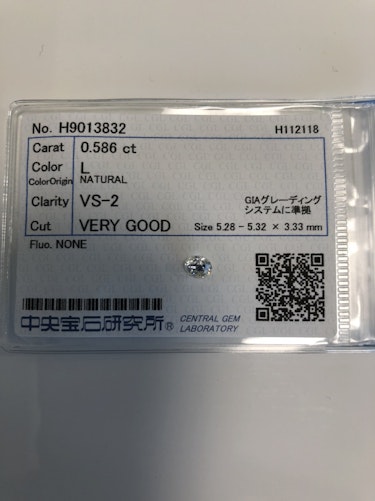 No. H9013832 H112118
Carat 0.586 ct
Color L
ColorOrigin NATURAL
Clarity VS-2 GIAグレーディング
システムに準拠
Cut VERY GOOD Size 5.28 - 5.32 × 3.33 mm
Fluo. NONE
中央宝石研究所® CENTRAL GEM
LABORATORY